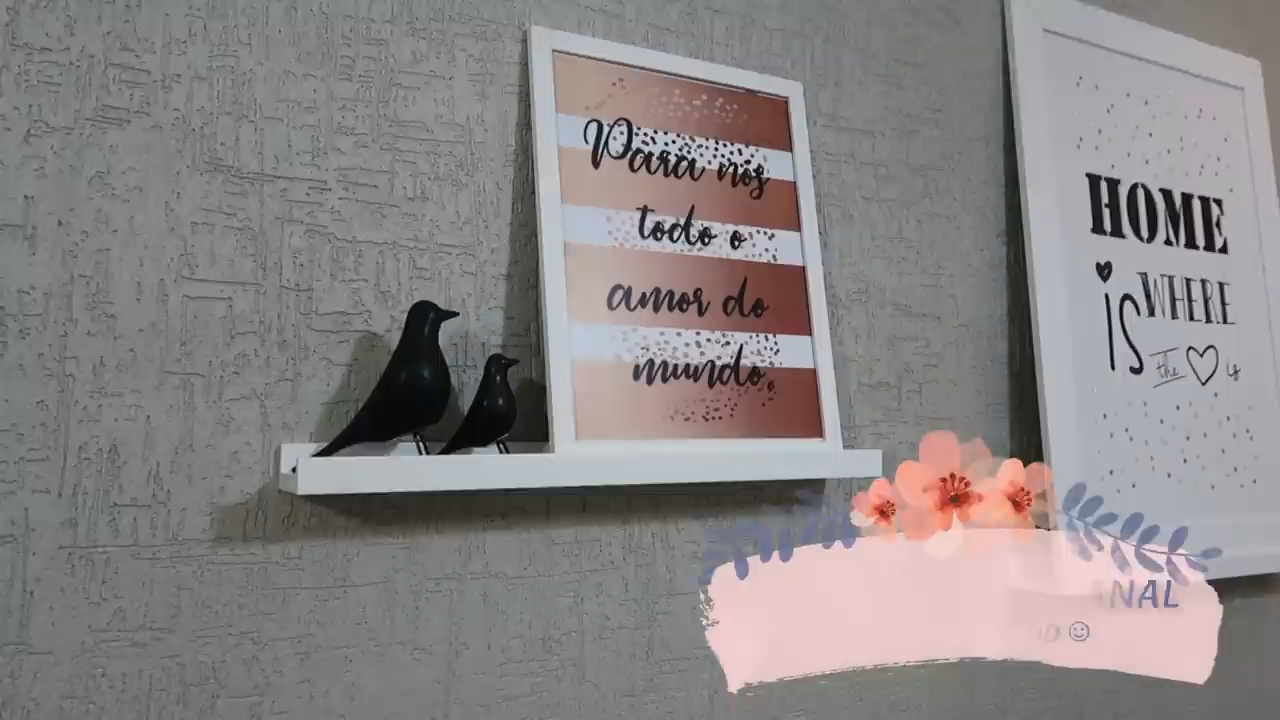 Para nós
todo o
amor do
mundo.
HOME
IS WHERE
the